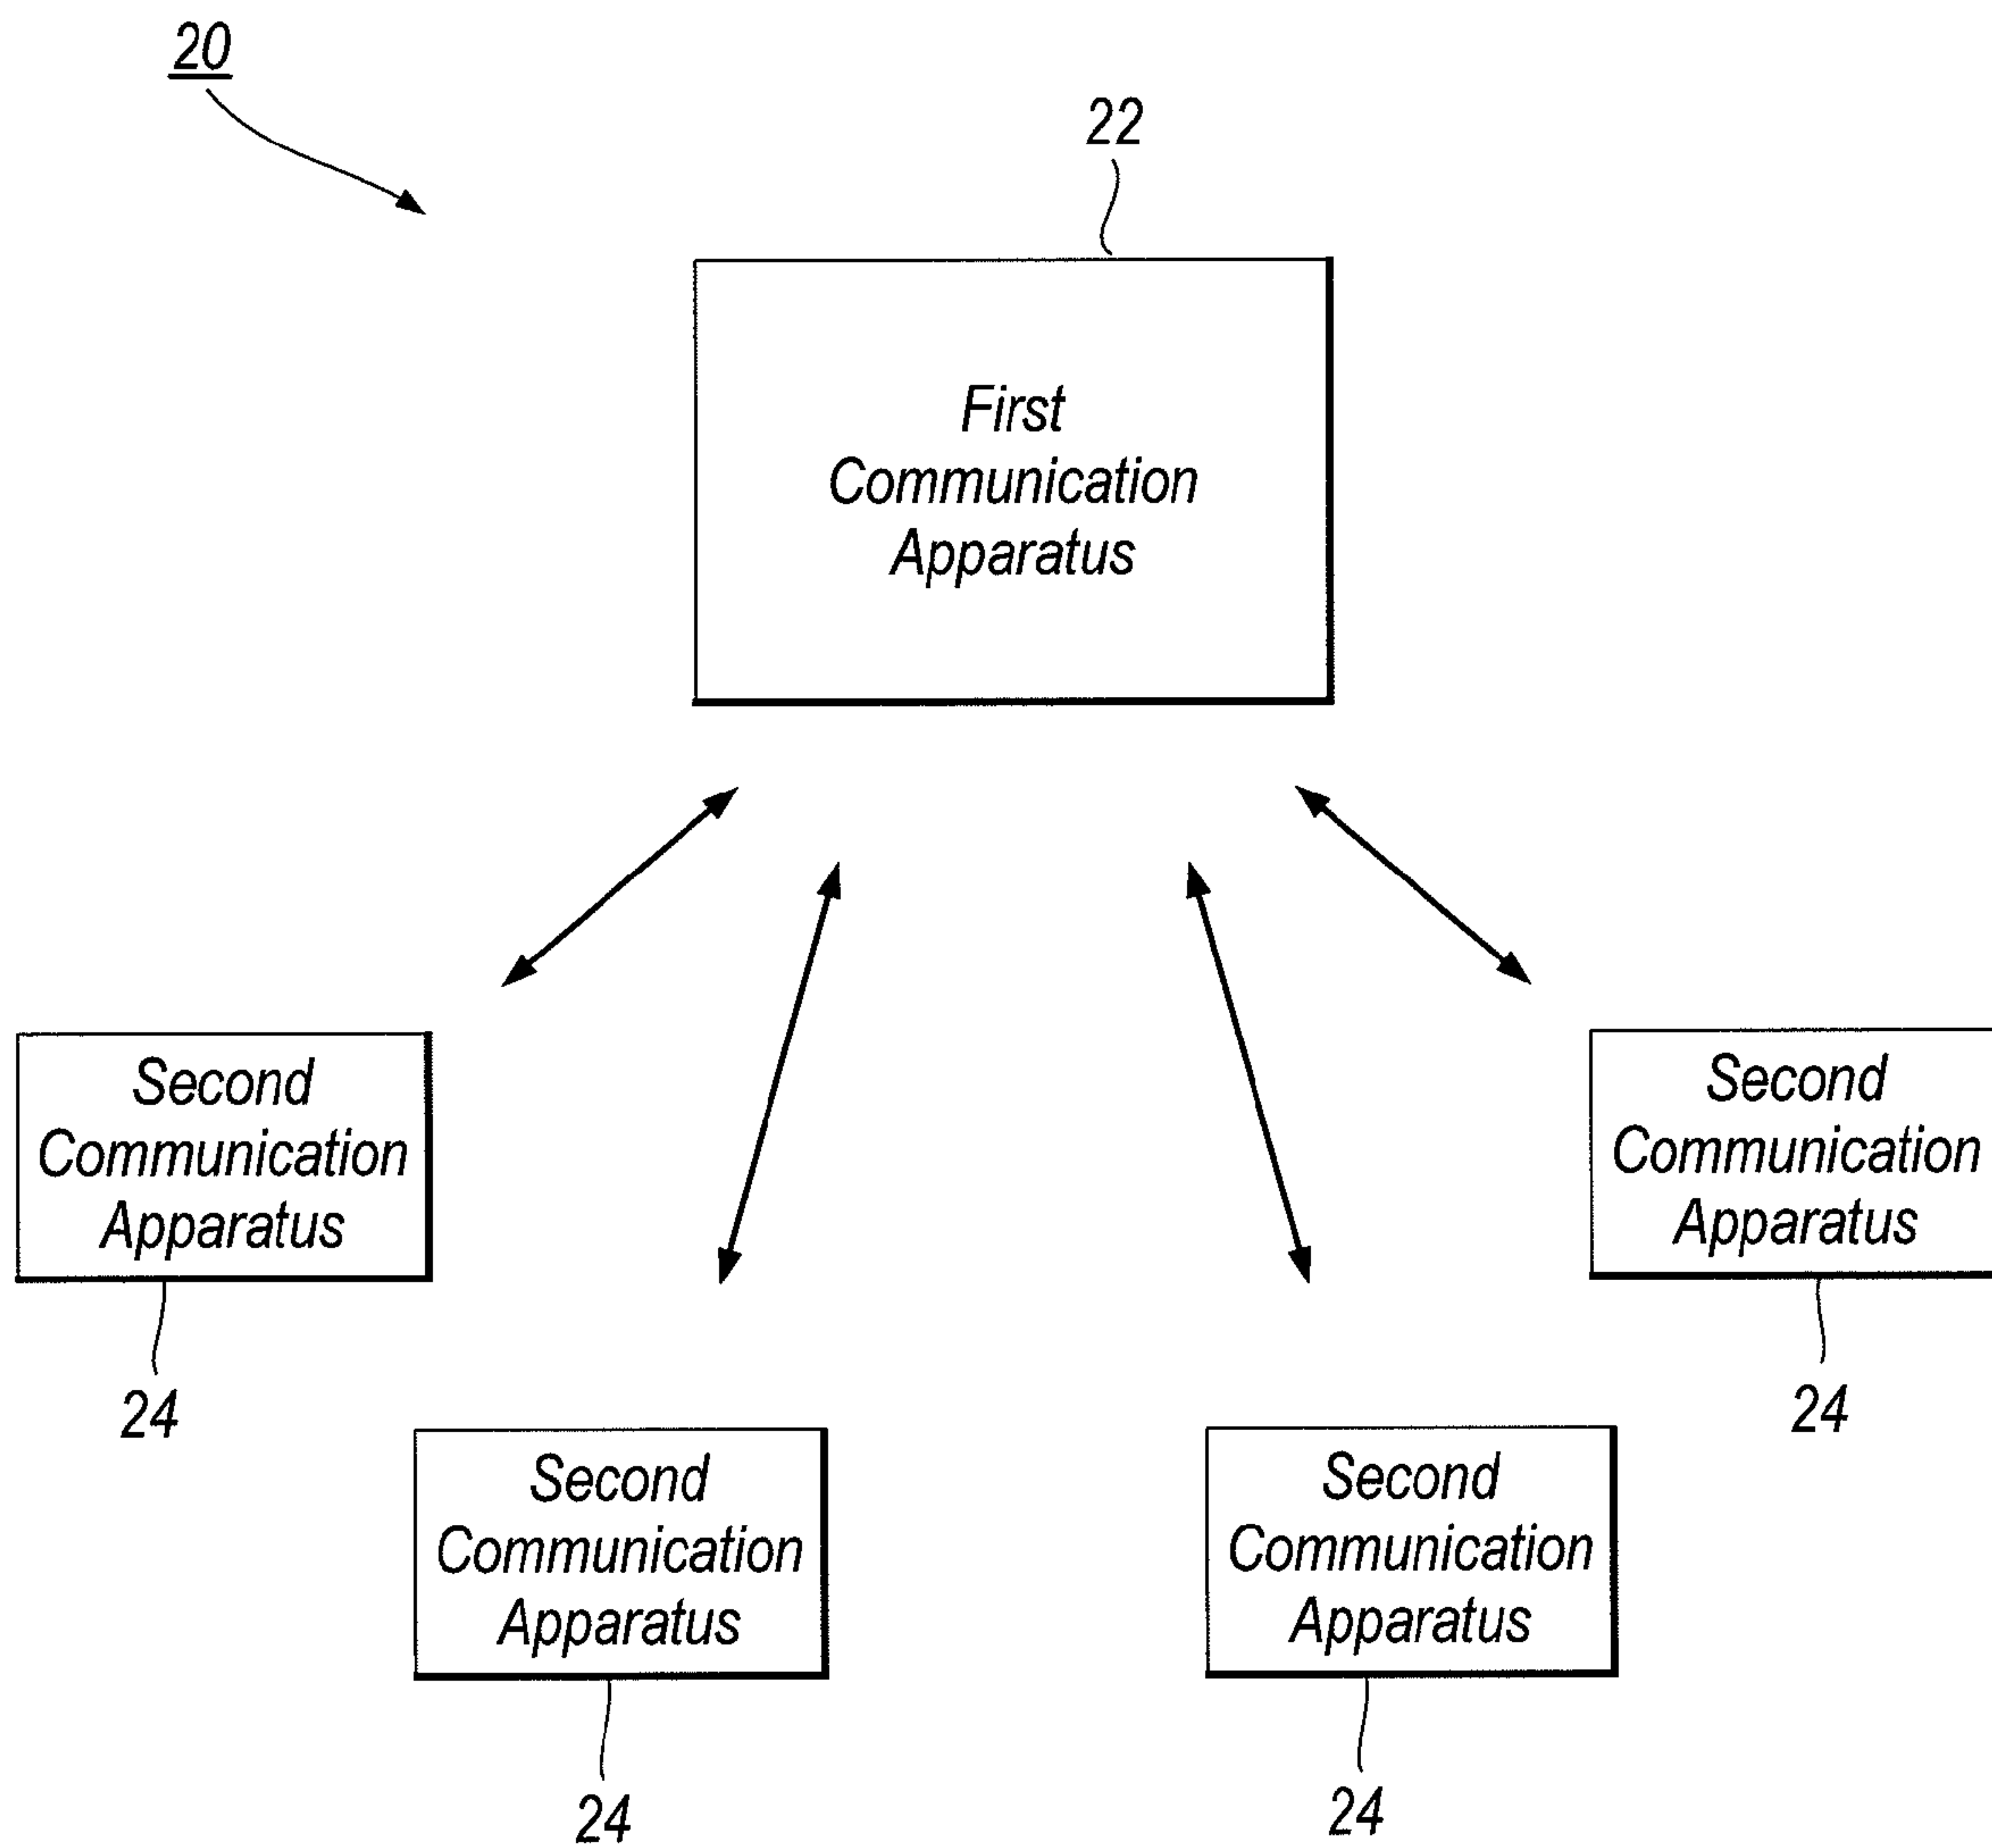 20
22
First
Communication
Apparatus
Second
Communication
Apparatus
24
Second
Communication
Apparatus
24
Second
Communication
Apparatus
24
Second
Communication
Apparatus
24